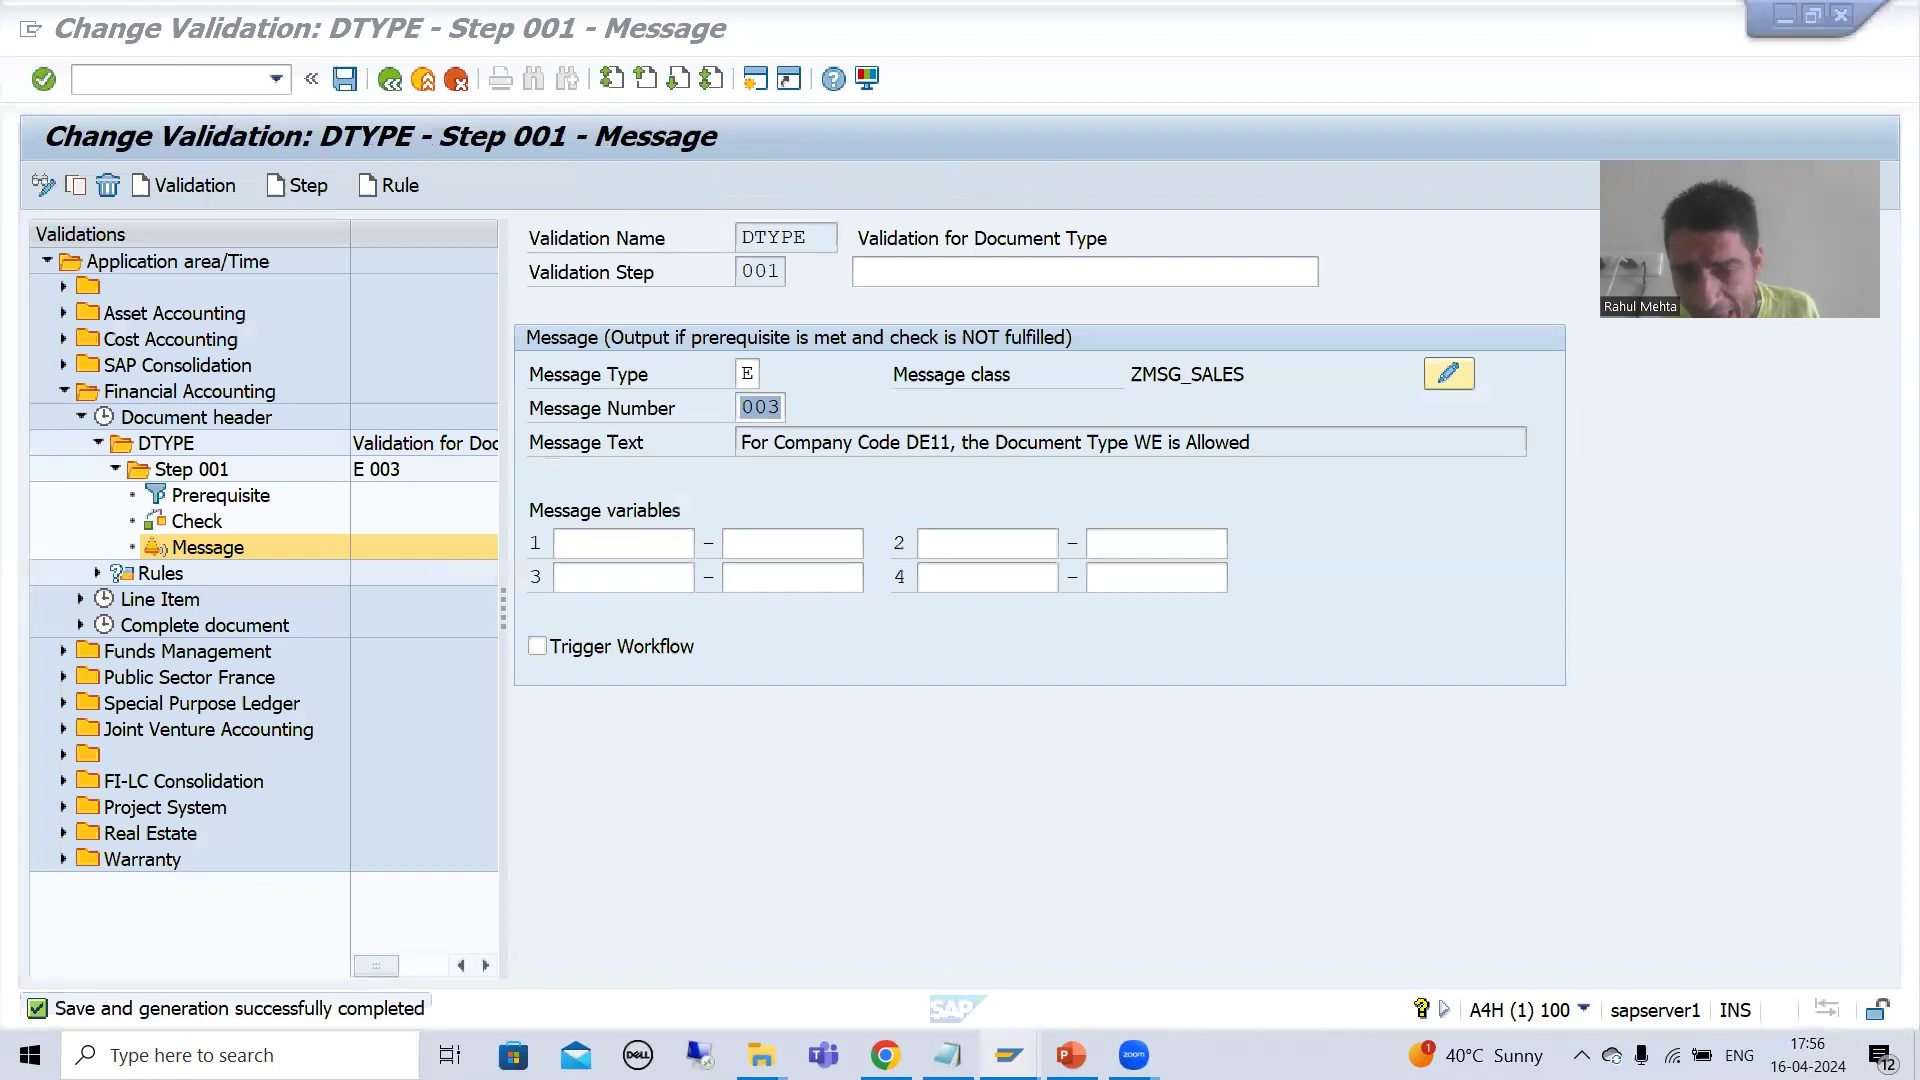 Change Validation: DTYPE - Step 001 - Message
Change Validation: DTYPE - Step 001 - Message
Validation Step Rule
Rahul Mehta
Validations
Application area/Time
Asset Accounting
Cost Accounting
SAP Consolidation
Financial Accounting
Document header
DTYPE Validation for Doc
Step 001 E 003
Prerequisite
Check
Message
Rules
Line Item
Complete document
Funds Management
Public Sector France
Special Purpose Ledger
Joint Venture Accounting
FI-LC Consolidation
Project System
Real Estate
Warranty
Validation Name DTYPE Validation for Document Type
Validation Step 001
Message (Output if prerequisite is met and check is NOT fulfilled)
Message Type E Message class ZMSG_SALES
Message Number 003
Message Text For Company Code DE11, the Document Type WE is Allowed
Message variables
1 – 2 –
3 – 4 –
Trigger Workflow
Save and generation successfully completed
SAP
A4H (1) 100 sapserver1 INS
Type here to search
DELL
zoom
1
40°C Sunny
ENG
17:56
16-04-2024
12